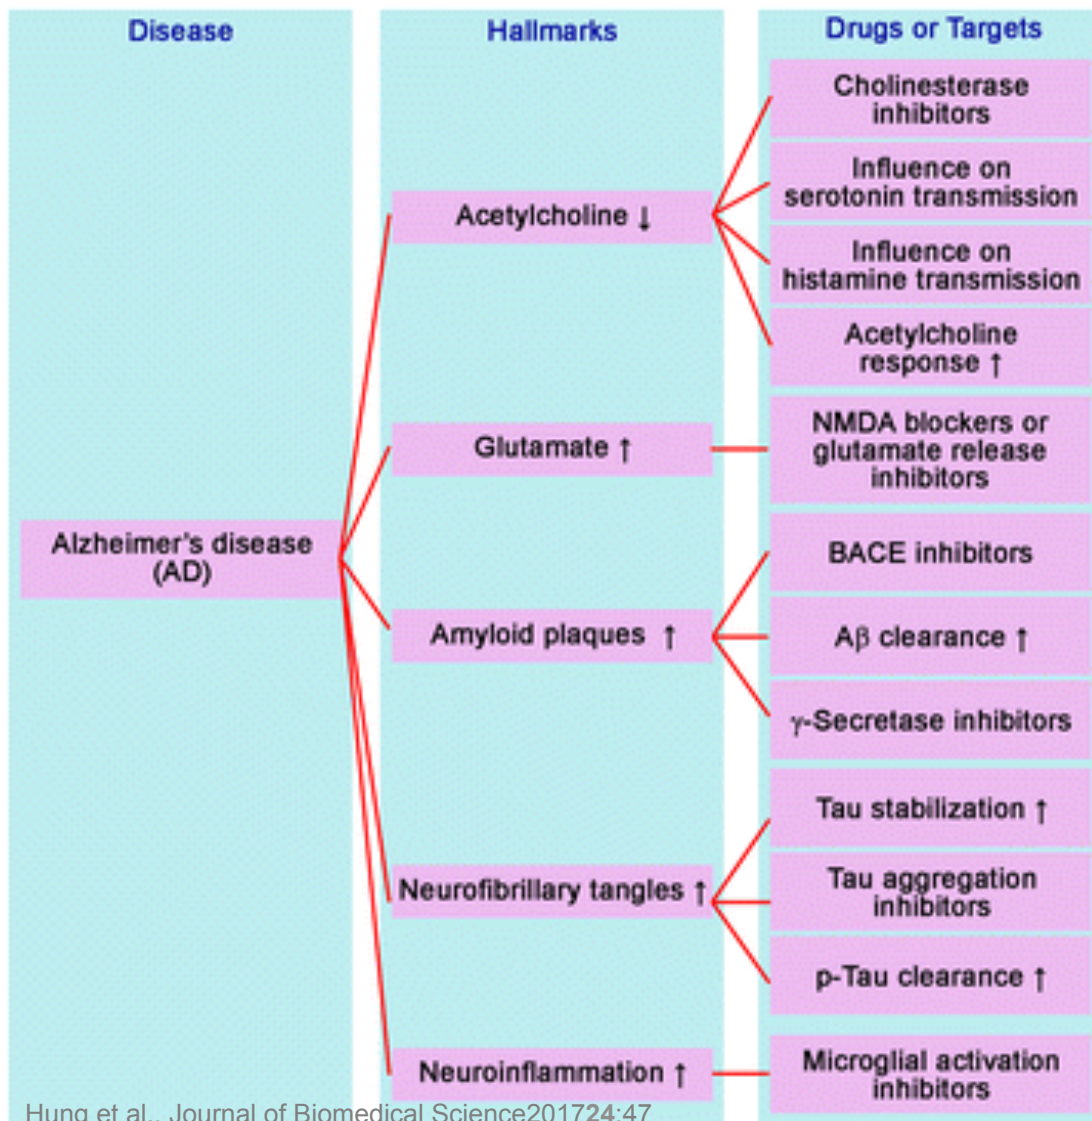 Disease
Hallmarks
Drugs or Targets
Cholinesterase
inhibitors
Influence on
serotonin transmission
Acetylcholine ↓
Influence on
histamine transmission
Acetylcholine
response ↑
Glutamate ↑
NMDA blockers or
glutamate release
inhibitors
Alzheimer's disease
(AD)
BACE inhibitors
Amyloid plaques ↑
Aβ clearance ↑
γ-Secretase inhibitors
Tau stabilization ↑
Neurofibrillary tangles ↑
Tau aggregation
inhibitors
p-Tau clearance ↑
Neuroinflammation ↑
Microglial activation
inhibitors
Hung et al., Journal of Biomedical Science201724:47